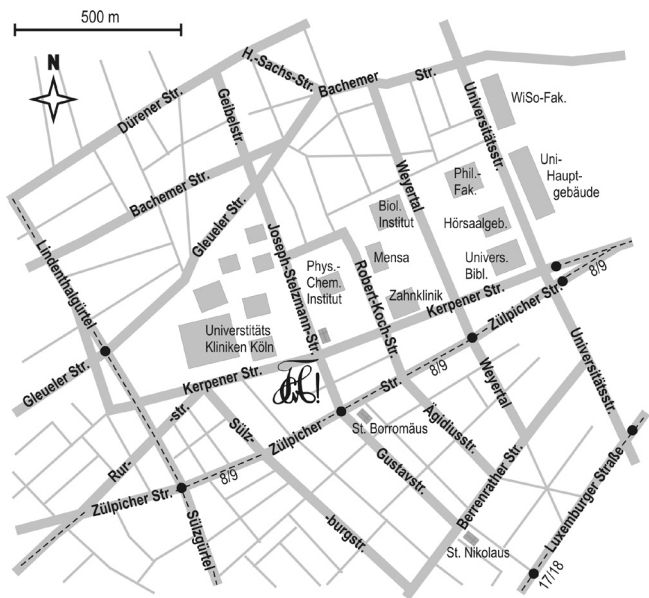 500 m
N
H.-Sachs-Str.
Bachemer
Str.
Dürener Str.
Geibelstr.
Universitätsstr.
WiSo-Fak.
Bachemer Str.
Weyertal
Phil.-
Fak.
Uni-
Haupt-
gebäude
Gleueler Str.
Biol.
Institut
Hörsaalgeb.
Lindenthalgürtel
Joseph-Stelzmann-Str.
Mensa
Univers.
Bibl.
Phys.-
Chem.
Institut
Robert-Koch-Str.
Zahnklinik
Kerpener Str.
8/9
Zülpicher Str.
Universtitäts
Kliniken Köln
Gleueler Str.
Kerpener Str.
Weyertal
Universitätsstr.
8/9
Str.
Rur-
-str.
Sülz-
Zülpicher
St. Borromäus
Ägidiusstr.
8/9
Gustavstr.
Berrenrather Str.
Luxemburger Straße
Zülpicher Str.
Sülzgürtel
-burgstr.
St. Nikolaus
17/18